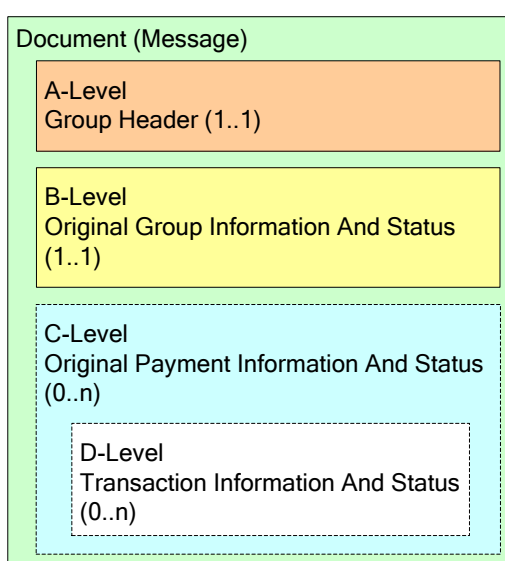 Document (Message)
A-Level
Group Header (1..1)
B-Level
Original Group Information And Status
(1..1)
C-Level
Original Payment Information And Status
(0..n)
D-Level
Transaction Information And Status
(0..n)